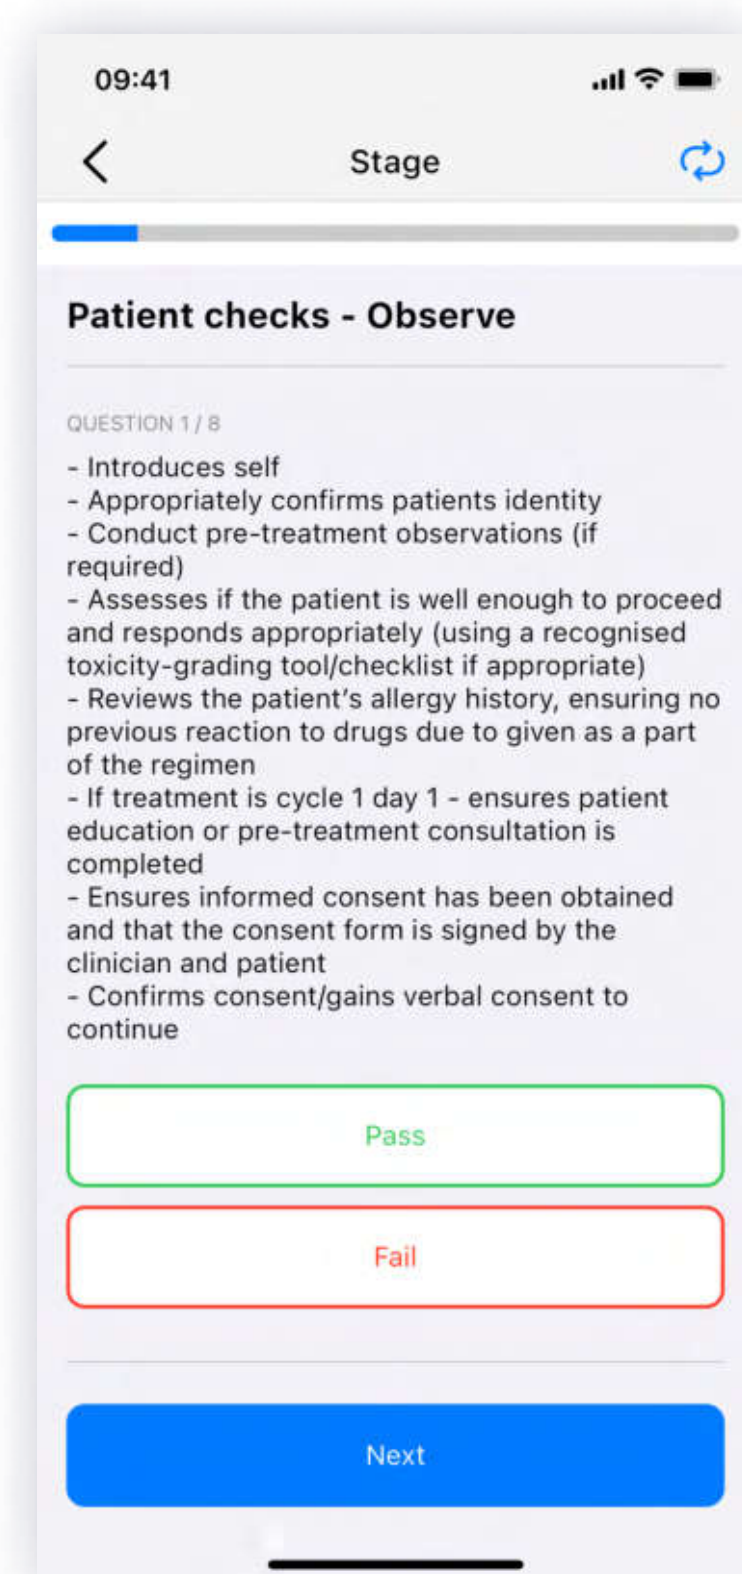 09:41
Stage
Patient checks - Observe
QUESTION 1 / 8
- Introduces self
- Appropriately confirms patients identity
- Conduct pre-treatment observations (if
required)
- Assesses if the patient is well enough to proceed
and responds appropriately (using a recognised
toxicity-grading tool/checklist if appropriate)
- Reviews the patient’s allergy history, ensuring no
previous reaction to drugs due to given as a part
of the regimen
- If treatment is cycle 1 day 1 - ensures patient
education or pre-treatment consultation is
completed
- Ensures informed consent has been obtained
and that the consent form is signed by the
clinician and patient
- Confirms consent/gains verbal consent to
continue
Pass
Fail
Next